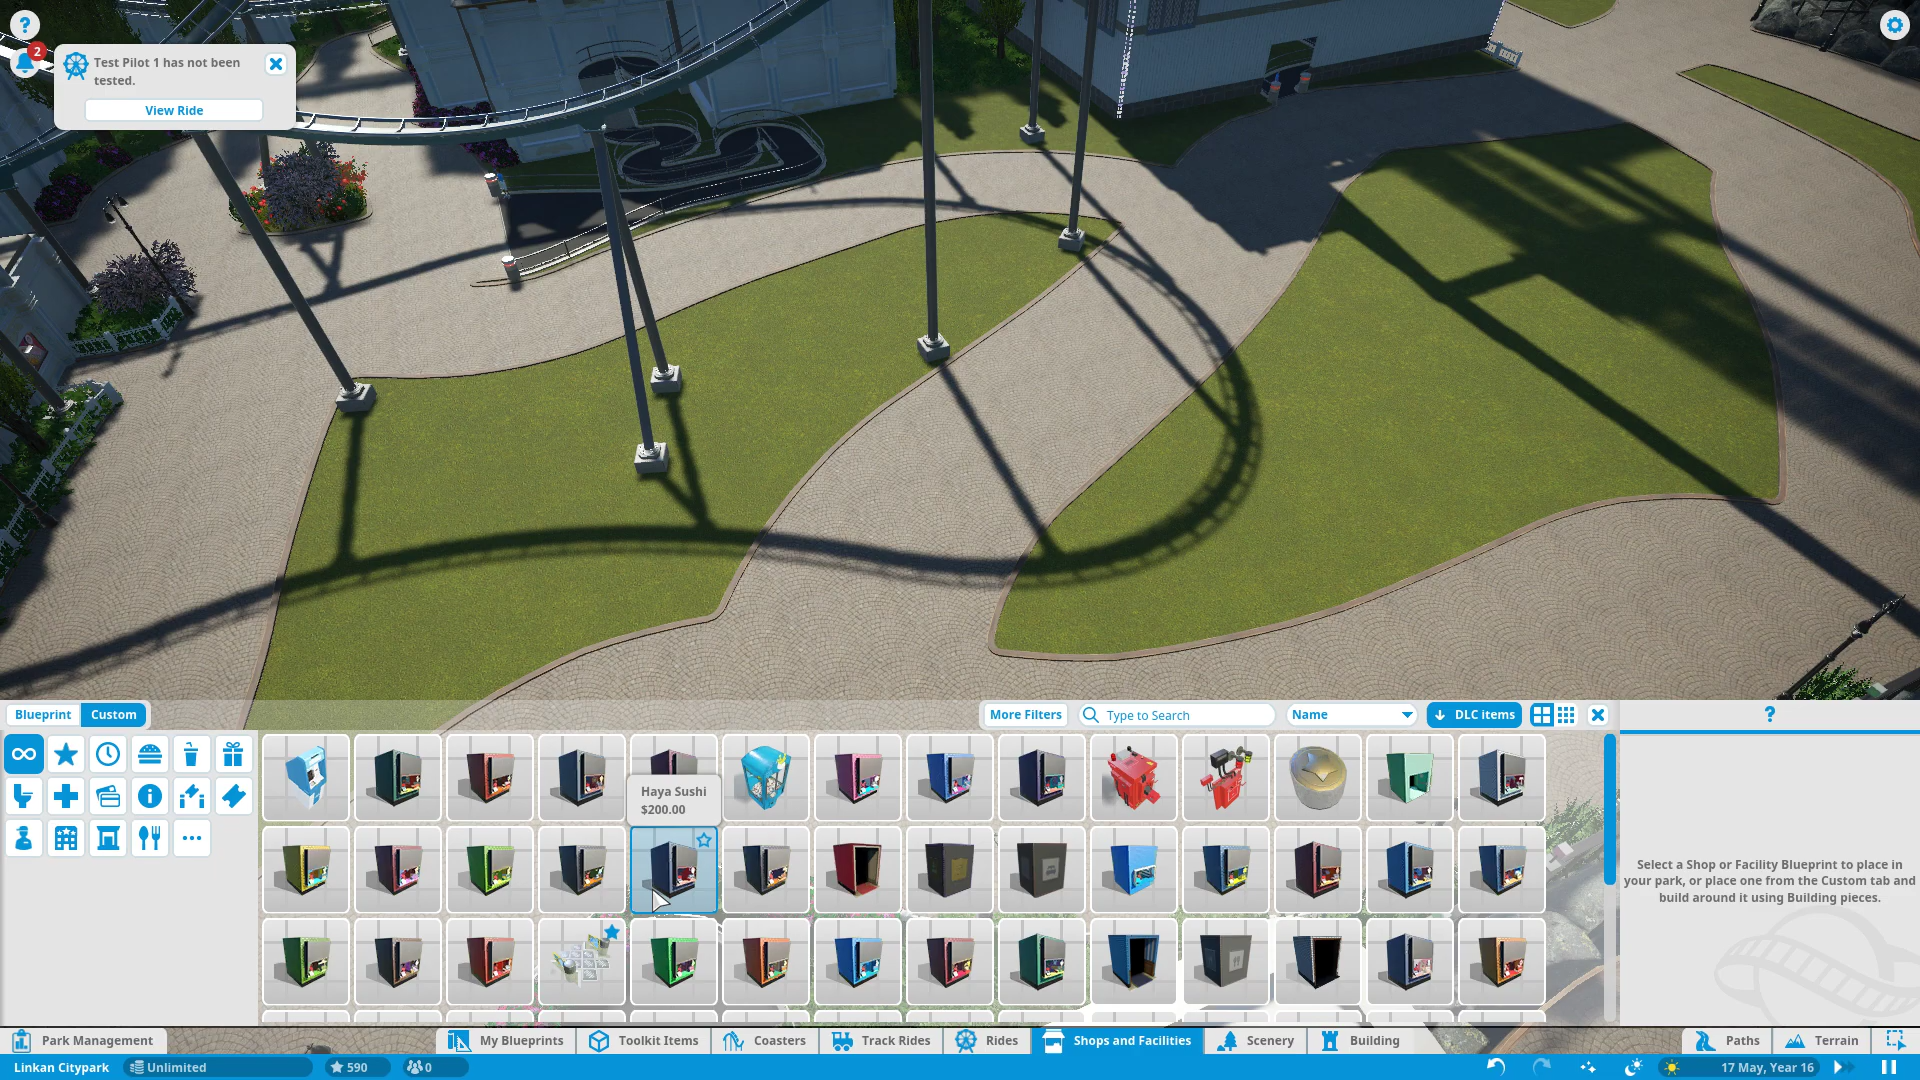 ?
2
Test Pilot 1 has not been
tested.
View Ride
Blueprint
Custom
More Filters
Type to Search
Name
DLC items
?
Haya Sushi
$200.00
Select a Shop or Facility Blueprint to place in
your park, or place one from the Custom tab and
build around it using Building pieces.
Park Management
My Blueprints
Toolkit Items
Coasters
Track Rides
Rides
Shops and Facilities
Scenery
Building
Paths
Terrain
Linkan Citypark
Unlimited
590
0
17 May, Year 16